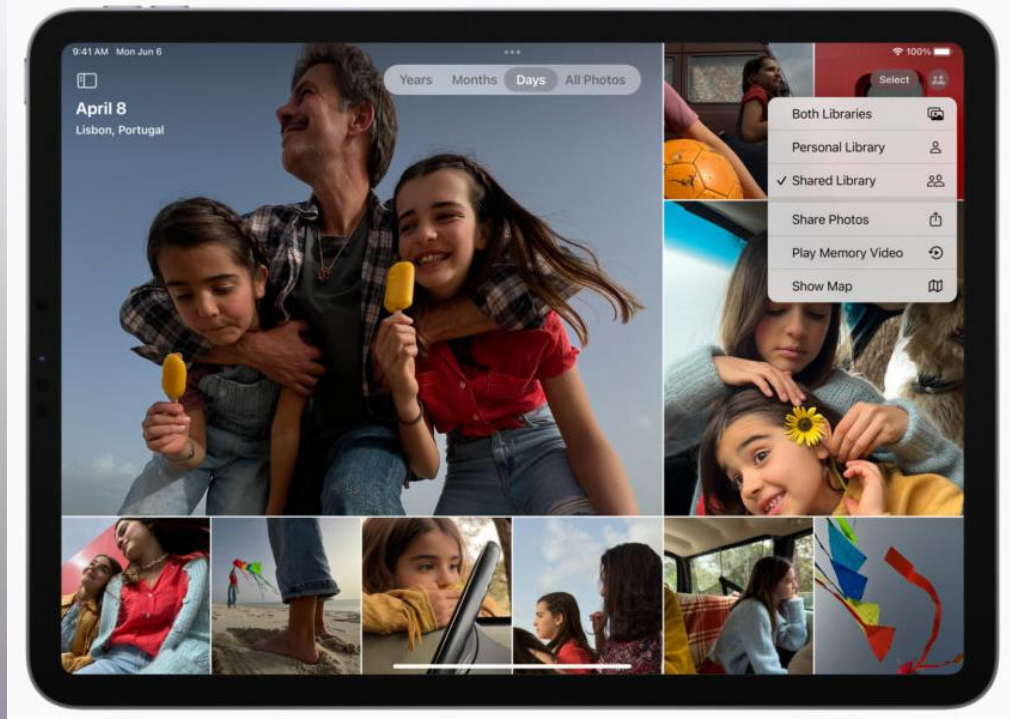 9:41 AM Mon Jun 6
100%
Years Months Days All Photos
Select
April 8
Lisbon, Portugal
Both Libraries
Personal Library
Shared Library
Share Photos
Play Memory Video
Show Map